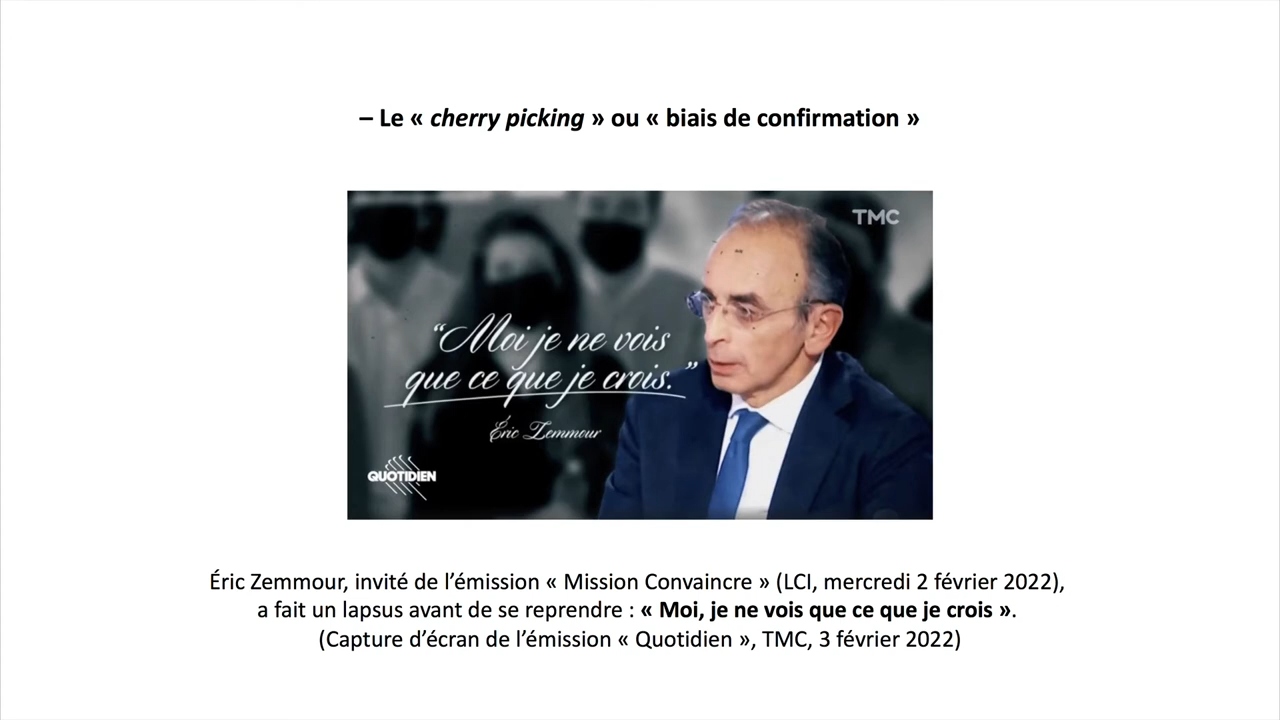 – Le « cherry picking » ou « biais de confirmation »
TMC
“Moi je ne vois
que ce que je crois.”
Éric Zemmour
QUOTIDIEN
Éric Zemmour, invité de l’émission « Mission Convaincre » (LCI, mercredi 2 février 2022),
a fait un lapsus avant de se reprendre : « Moi, je ne vois que ce que je crois ».
(Capture d’écran de l’émission « Quotidien », TMC, 3 février 2022)